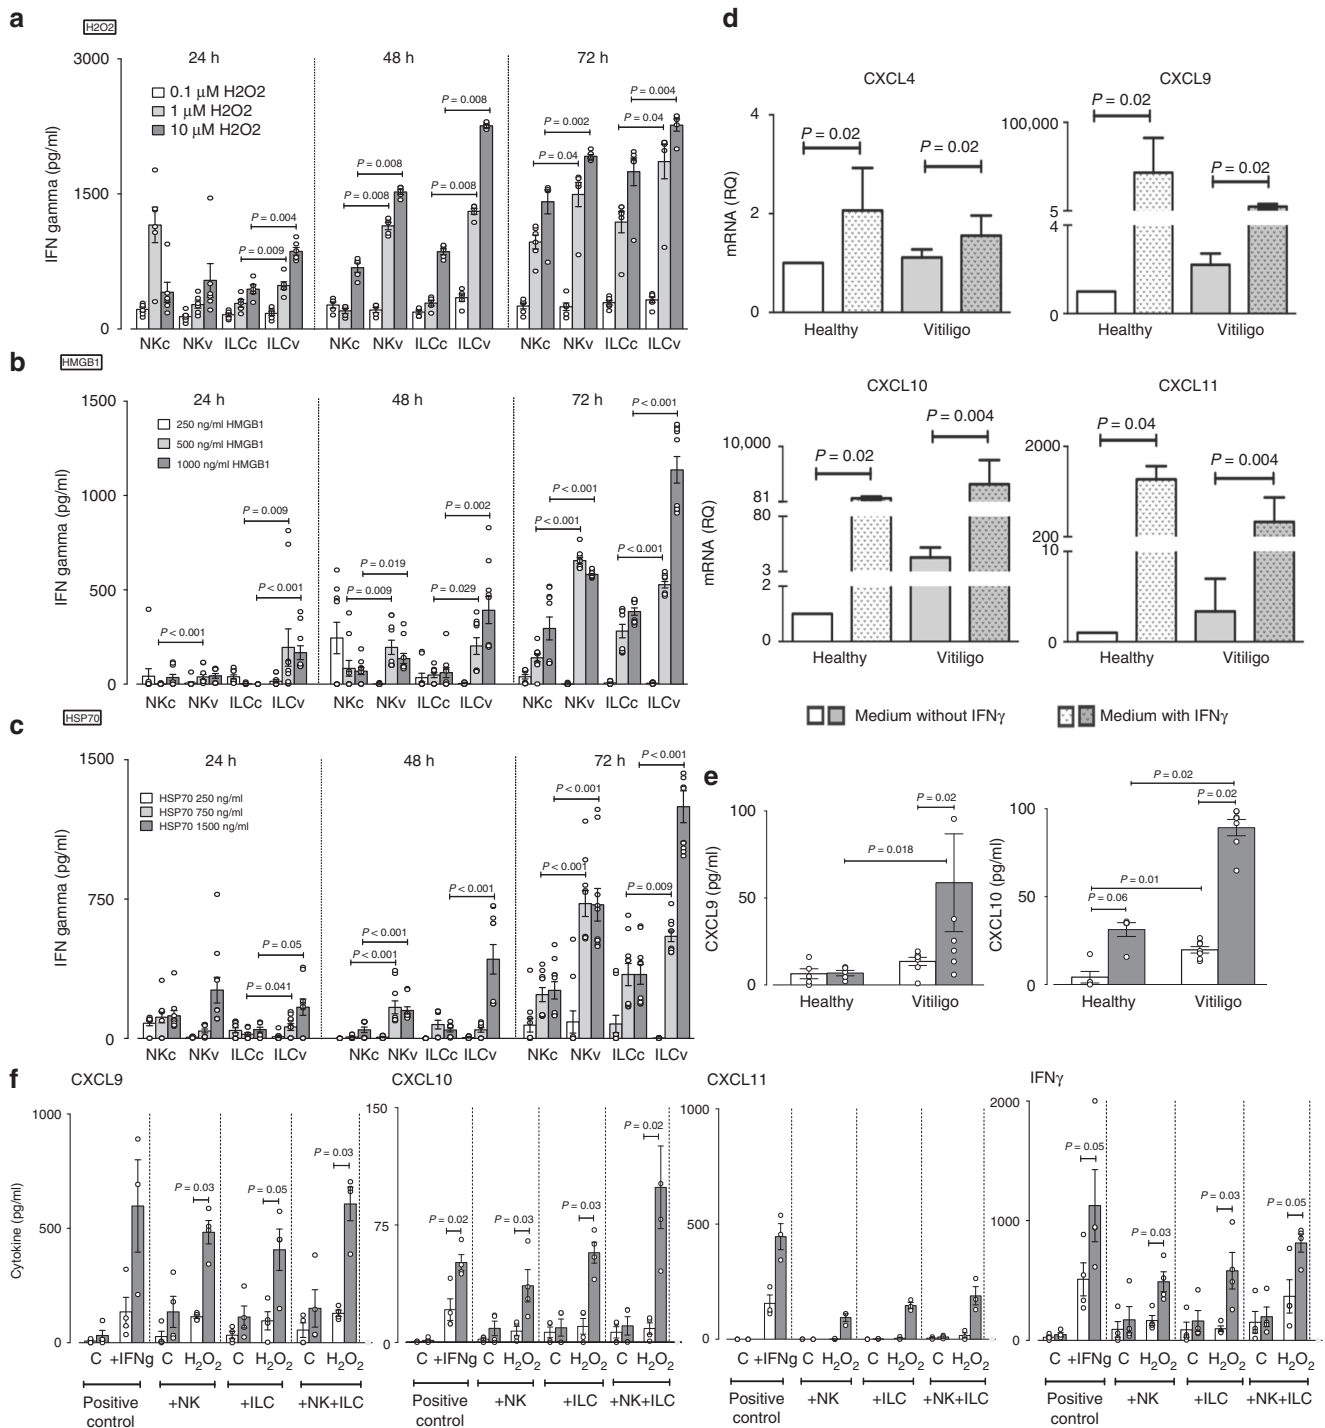 a
H2O2
3000
1500
0
IFN gamma (pg/ml)
24 h
48 h
72 h
0.1 μM H2O2
1 μM H2O2
10 μM H2O2
P = 0.009
P = 0.004
P = 0.008
P = 0.008
P = 0.008
P = 0.008
P = 0.04
P = 0.002
P = 0.04
P = 0.004
NKc NKv ILCc ILCv NKc NKv ILCc ILCv NKc NKv ILCc ILCv
b
HMGB1
1500
1000
500
0
IFN gamma (pg/ml)
24 h
48 h
72 h
250 ng/ml HMGB1
500 ng/ml HMGB1
1000 ng/ml HMGB1
P < 0.001
P = 0.009
P < 0.001
P = 0.019
P = 0.009
P = 0.002
P = 0.029
P < 0.001
P < 0.001
P < 0.001
P < 0.001
NKc NKv ILCc ILCv NKc NKv ILCc ILCv NKc NKv ILCc ILCv
c
HSP70
1500
750
0
IFN gamma (pg/ml)
24 h
48 h
72 h
HSP70 250 ng/ml
HSP70 750 ng/ml
HSP70 1500 ng/ml
P = 0.05
P = 0.041
P < 0.001
P < 0.001
P < 0.001
P < 0.001
P < 0.001
P < 0.001
P = 0.009
NKc NKv ILCc ILCv NKc NKv ILCc ILCv NKc NKv ILCc ILCv
d
CXCL4
4
2
0
mRNA (RQ)
P = 0.02
P = 0.02
Healthy Vitiligo
CXCL9
100,000
5
4
0
P = 0.02
P = 0.02
Healthy Vitiligo
CXCL10
10,000
81
80
3
2
0
mRNA (RQ)
P = 0.02
P = 0.004
Healthy Vitiligo
CXCL11
2000
200
10
0
P = 0.04
P = 0.004
Healthy Vitiligo
Medium without IFNγ
Medium with IFNγ
e
100
50
0
CXCL9 (pg/ml)
P = 0.02
P = 0.018
Healthy Vitiligo
100
50
0
CXCL10 (pg/ml)
P = 0.02
P = 0.02
P = 0.01
P = 0.06
Healthy Vitiligo
f
CXCL9
1000
500
0
Cytokine (pg/ml)
P = 0.03
P = 0.05
P = 0.03
C +IFNg C H2O2 C H2O2 C H2O2
Positive control +NK +ILC +NK+ILC
CXCL10
150
75
0
P = 0.02
P = 0.03
P = 0.03
P = 0.02
C +IFNg C H2O2 C H2O2 C H2O2
Positive control +NK +ILC +NK+ILC
CXCL11
1000
500
0
C +IFNg C H2O2 C H2O2 C H2O2
Positive control +NK +ILC +NK+ILC
IFNγ
2000
1000
0
P = 0.05
P = 0.03
P = 0.03
P = 0.05
C +IFNg C H2O2 C H2O2 C H2O2
Positive control +NK +ILC +NK+ILC